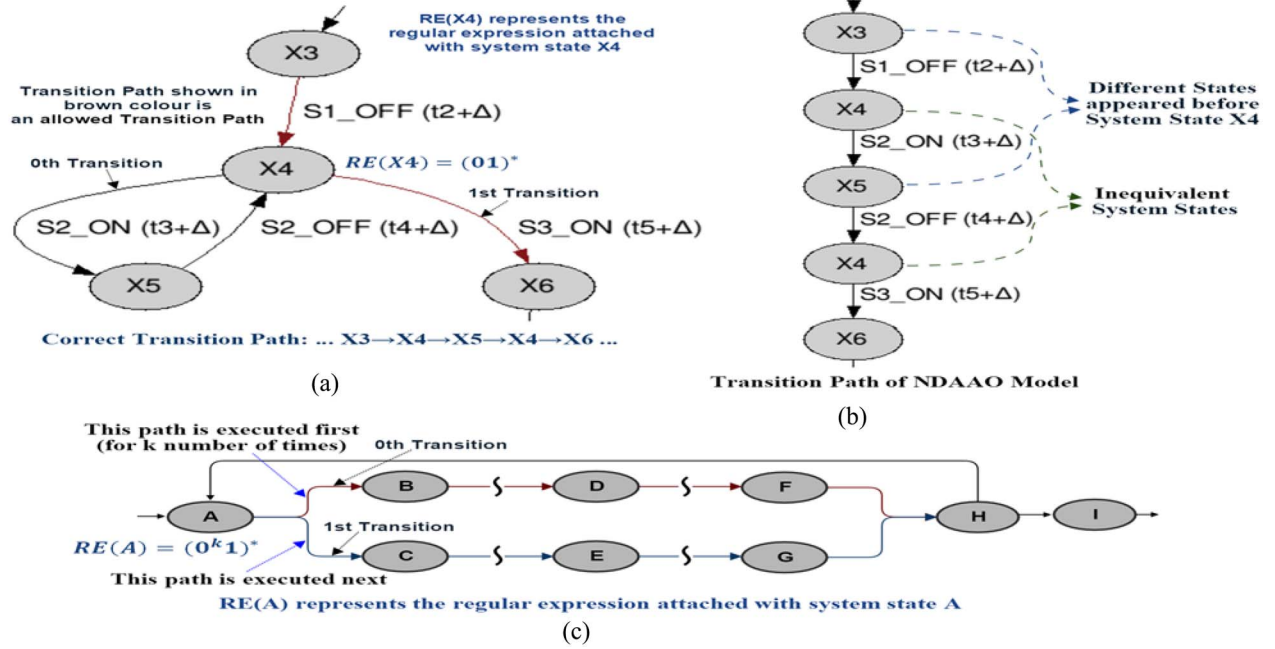 RE(X4) represents the
regular expression attached
with system state X4
X3
Transition Path shown in
brown colour is
an allowed Transition Path
S1_OFF (t2+Δ)
0th Transition
X4
RE(X4) = (01)*
1st Transition
S2_ON (t3+Δ)
S2_OFF (t4+Δ)
S3_ON (t5+Δ)
X5
X6
Correct Transition Path: ... X3→X4→X5→X4→X6 ...
(a)
X3
S1_OFF (t2+Δ)
Different States
appeared before
System State X4
X4
S2_ON (t3+Δ)
X5
Inequivalent
System States
S2_OFF (t4+Δ)
X4
S3_ON (t5+Δ)
X6
Transition Path of NDAAO Model
(b)
This path is executed first
(for k number of times)
0th Transition
B
D
F
A
H
I
1st Transition
RE(A) = (0ᵏ1)*
C
E
G
This path is executed next
RE(A) represents the regular expression attached with system state A
(c)